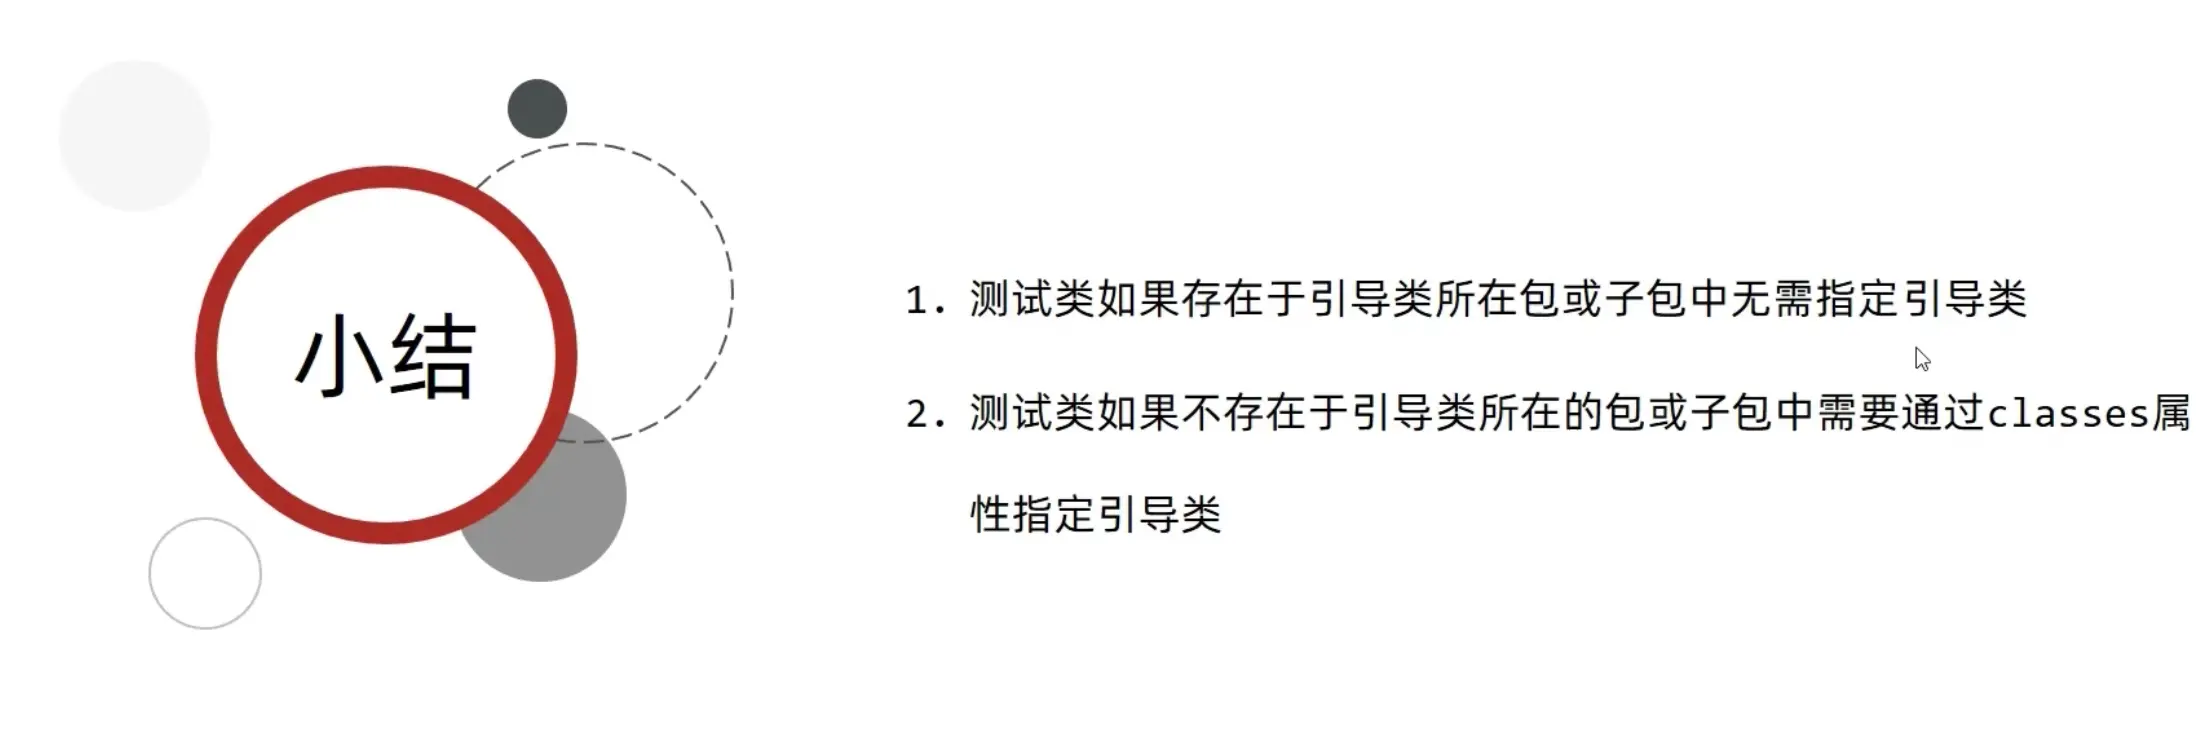 小结
1. 测试类如果存在于引导类所在包或子包中无需指定引导类
2. 测试类如果不存在于引导类所在的包或子包中需要通过classes属
性指定引导类